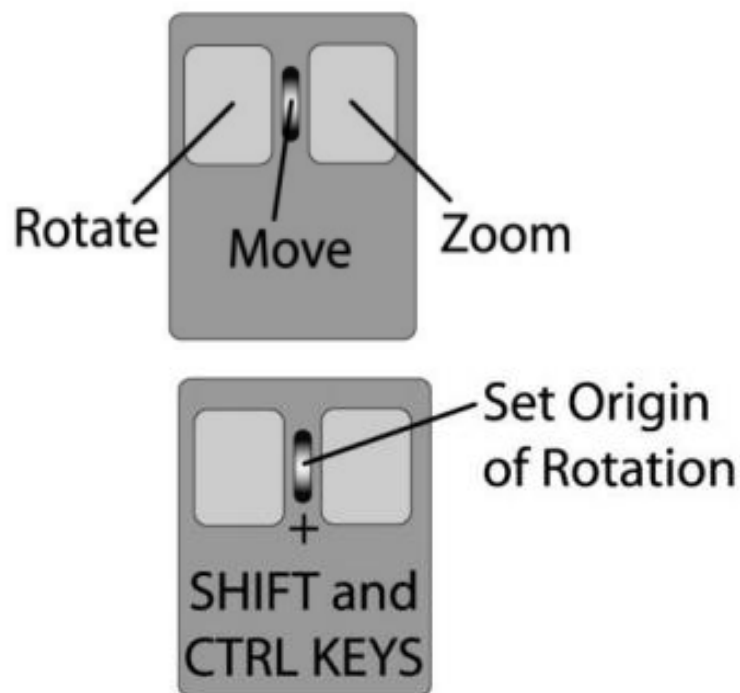 Rotate
Move
Zoom
Set Origin
of Rotation
+
SHIFT and
CTRL KEYS